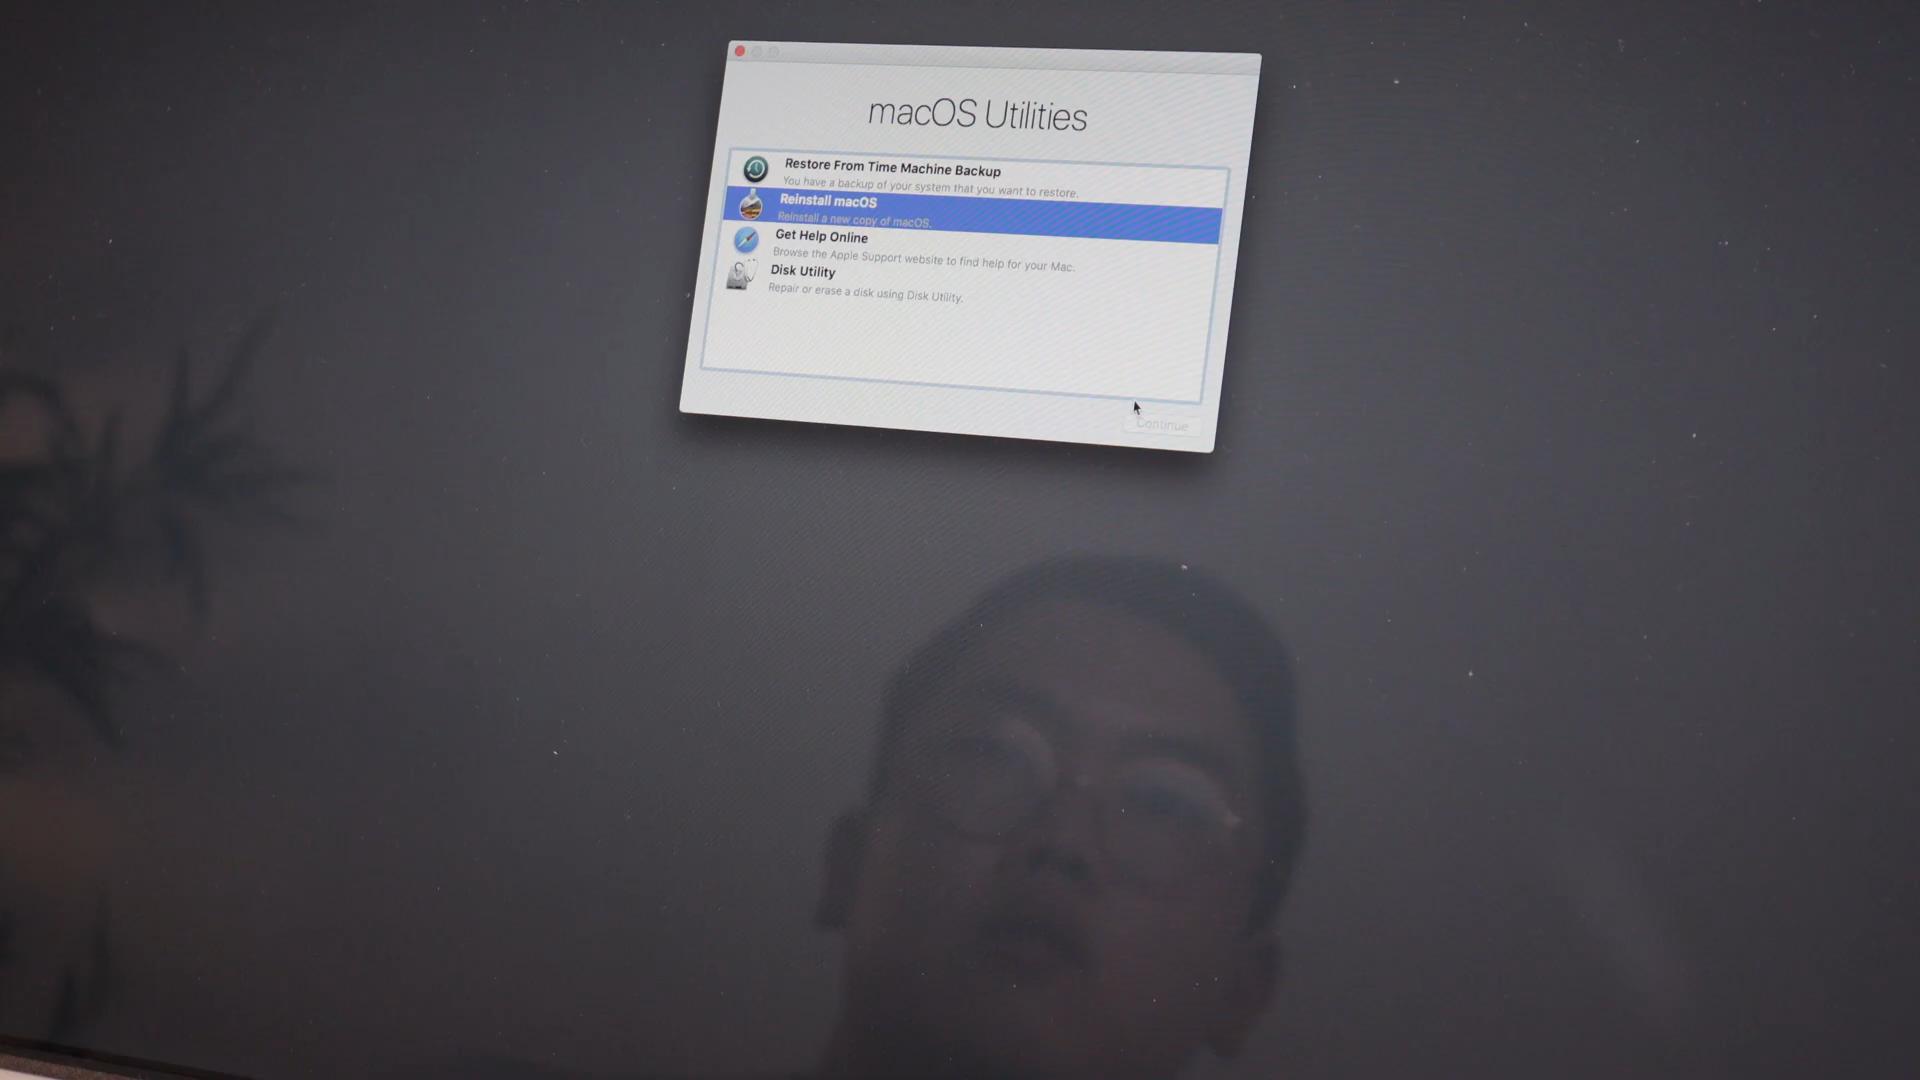 macOS Utilities
Restore From Time Machine Backup
You have a backup of your system that you want to restore.
Reinstall macOS
Reinstall a new copy of macOS.
Get Help Online
Browse the Apple Support website to find help for your Mac.
Disk Utility
Repair or erase a disk using Disk Utility.
Continue